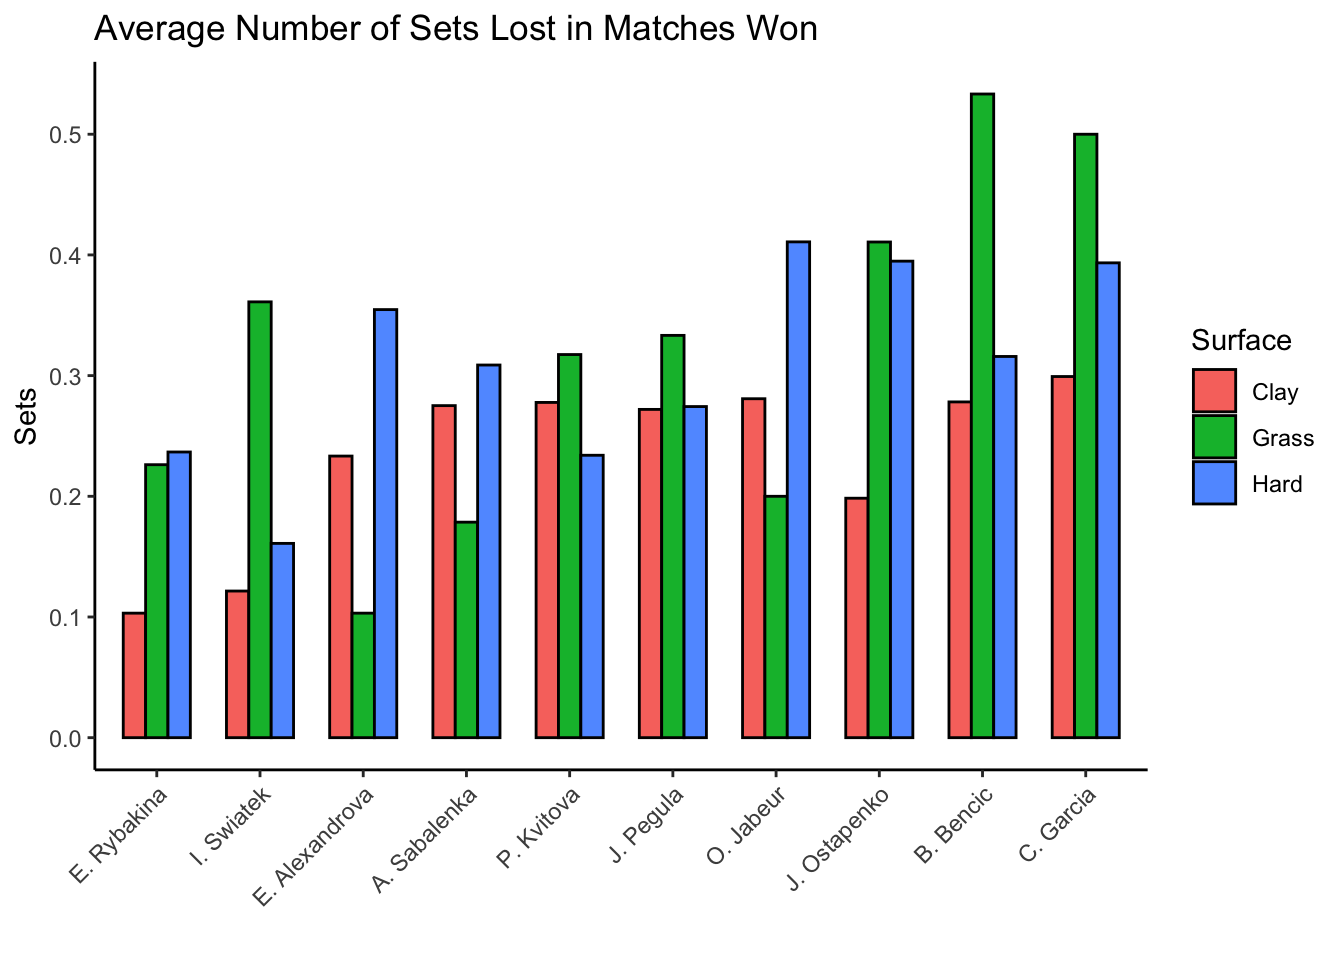 Average Number of Sets Lost in Matches Won
Sets
0.5
0.4
0.3
0.2
0.1
0.0
E. Rybakina
I. Swiatek
E. Alexandrova
A. Sabalenka
P. Kvitova
J. Pegula
O. Jabeur
J. Ostapenko
B. Bencic
C. Garcia
Surface
Clay
Grass
Hard